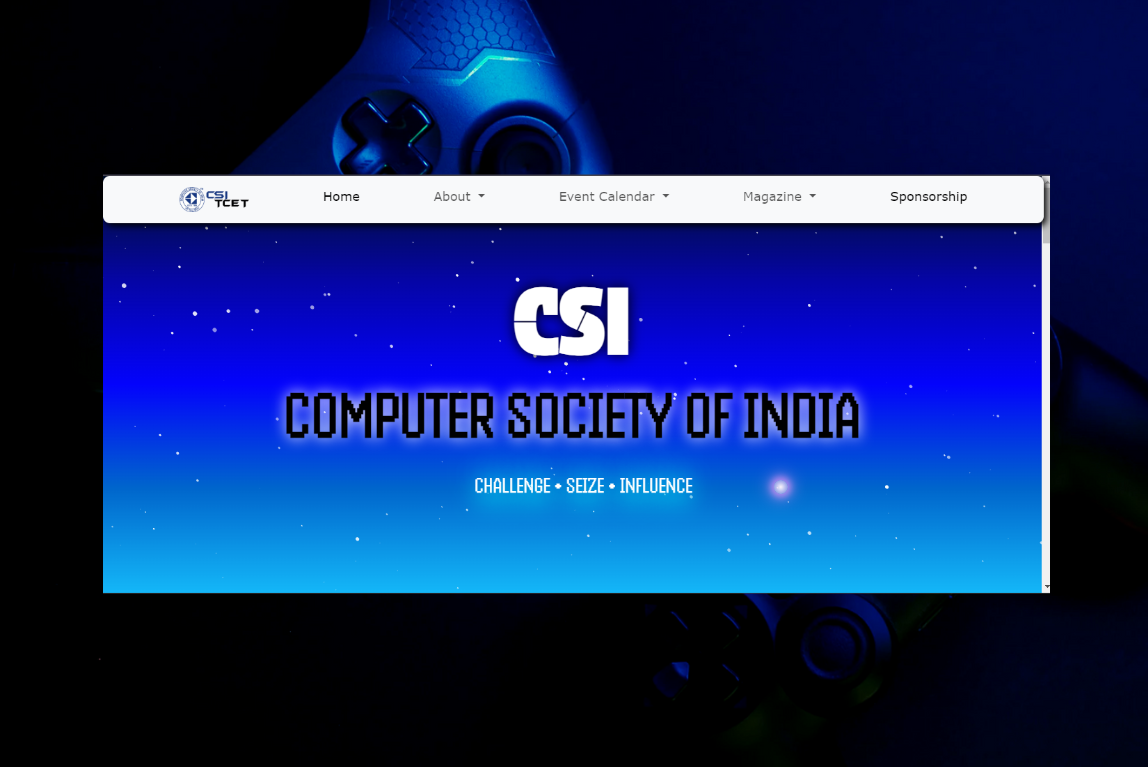 CSI
TCET
Home
About
Event Calendar
Magazine
Sponsorship
CSI
COMPUTER SOCIETY OF INDIA
CHALLENGE • SEIZE • INFLUENCE